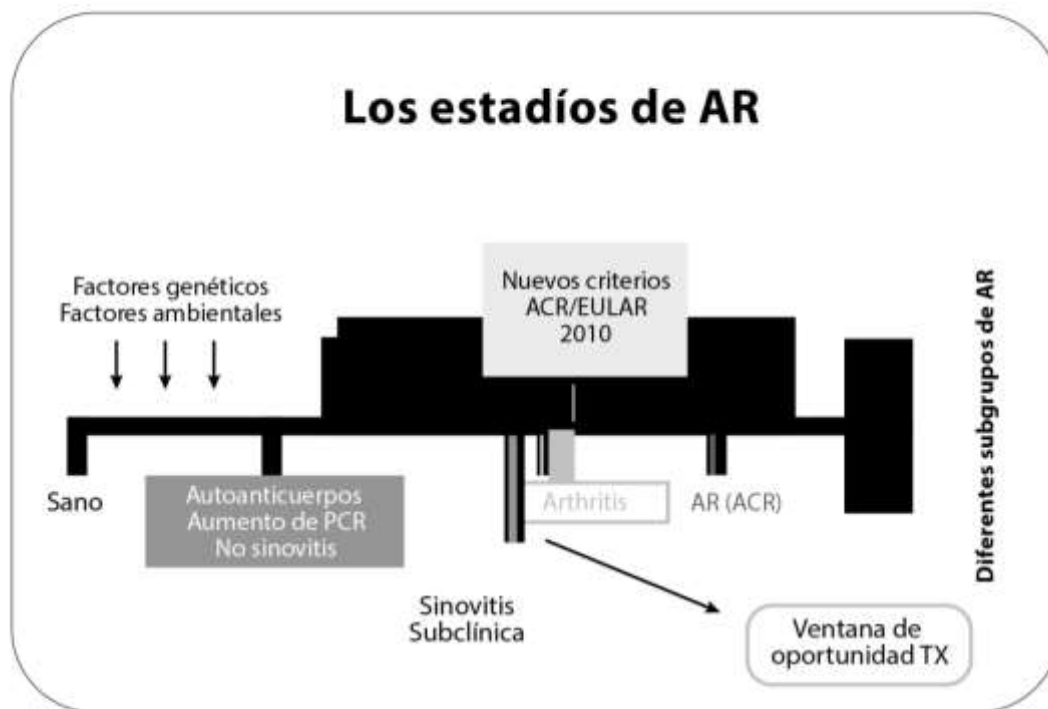 Los estadíos de AR
Factores genéticos
Factores ambientales
Nuevos criterios
ACR/EULAR
2010
Sano
Autoanticuerpos
Aumento de PCR
No sinovitis
Sinovitis
Subclínica
Arthritis
AR (ACR)
Ventana de
oportunidad TX
Diferentes subgrupos de AR